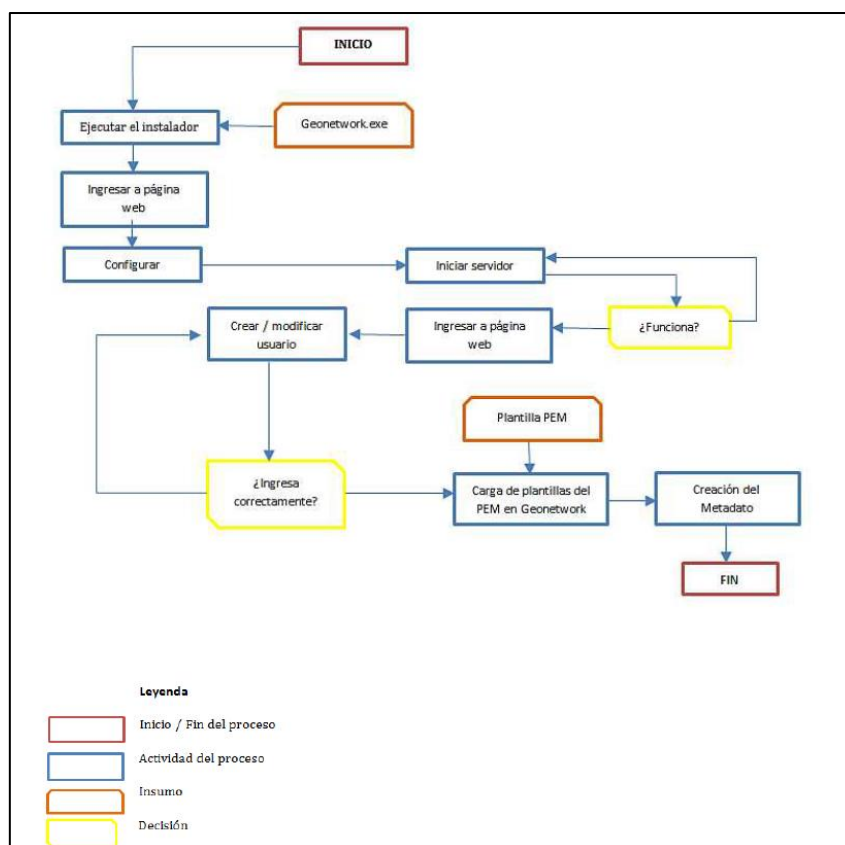 INICIO
Ejecutar el instalador
Geonetwork.exe
Ingresar a página
web
Configurar
Iniciar servidor
¿Funciona?
Ingresar a página
web
Crear / modificar
usuario
Plantilla PEM
¿Ingresa
correctamente?
Carga de plantillas del
PEM en Geonetwork
Creación del
Metadato
FIN
Leyenda
Inicio / Fin del proceso
Actividad del proceso
Insumo
Decisión